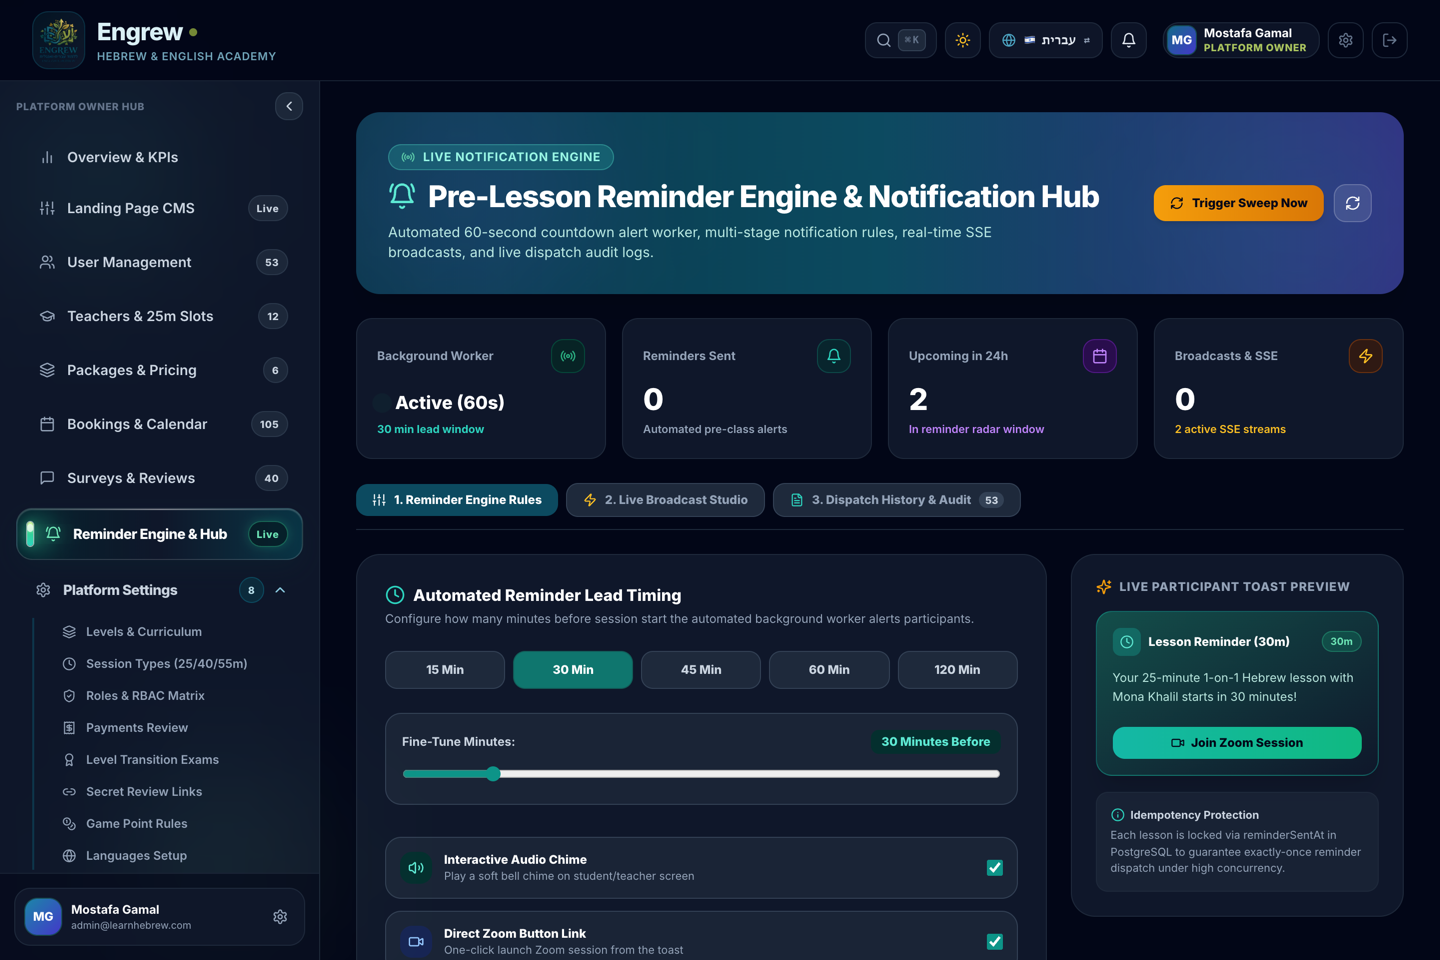 Engrew
HEBREW & ENGLISH ACADEMY
ENGREW
⌘K
עברית
Mostafa Gamal
PLATFORM OWNER
MG
PLATFORM OWNER HUB
Overview & KPIs
Landing Page CMS
Live
User Management
53
Teachers & 25m Slots
12
Packages & Pricing
6
Bookings & Calendar
105
Surveys & Reviews
40
Reminder Engine & Hub
Live
Platform Settings
8
Levels & Curriculum
Session Types (25/40/55m)
Roles & RBAC Matrix
Payments Review
Level Transition Exams
Secret Review Links
Game Point Rules
Languages Setup
MG
Mostafa Gamal
admin@learnhebrew.com
LIVE NOTIFICATION ENGINE
Pre-Lesson Reminder Engine & Notification Hub
Automated 60-second countdown alert worker, multi-stage notification rules, real-time SSE
broadcasts, and live dispatch audit logs.
Trigger Sweep Now
Background Worker
Active (60s)
30 min lead window
Reminders Sent
0
Automated pre-class alerts
Upcoming in 24h
2
In reminder radar window
Broadcasts & SSE
0
2 active SSE streams
1. Reminder Engine Rules
2. Live Broadcast Studio
3. Dispatch History & Audit
53
Automated Reminder Lead Timing
Configure how many minutes before session start the automated background worker alerts participants.
15 Min
30 Min
45 Min
60 Min
120 Min
Fine-Tune Minutes:
30 Minutes Before
Interactive Audio Chime
Play a soft bell chime on student/teacher screen
Direct Zoom Button Link
One-click launch Zoom session from the toast
LIVE PARTICIPANT TOAST PREVIEW
Lesson Reminder (30m)
30m
Your 25-minute 1-on-1 Hebrew lesson with
Mona Khalil starts in 30 minutes!
Join Zoom Session
Idempotency Protection
Each lesson is locked via reminderSentAt in
PostgreSQL to guarantee exactly-once reminder
dispatch under high concurrency.